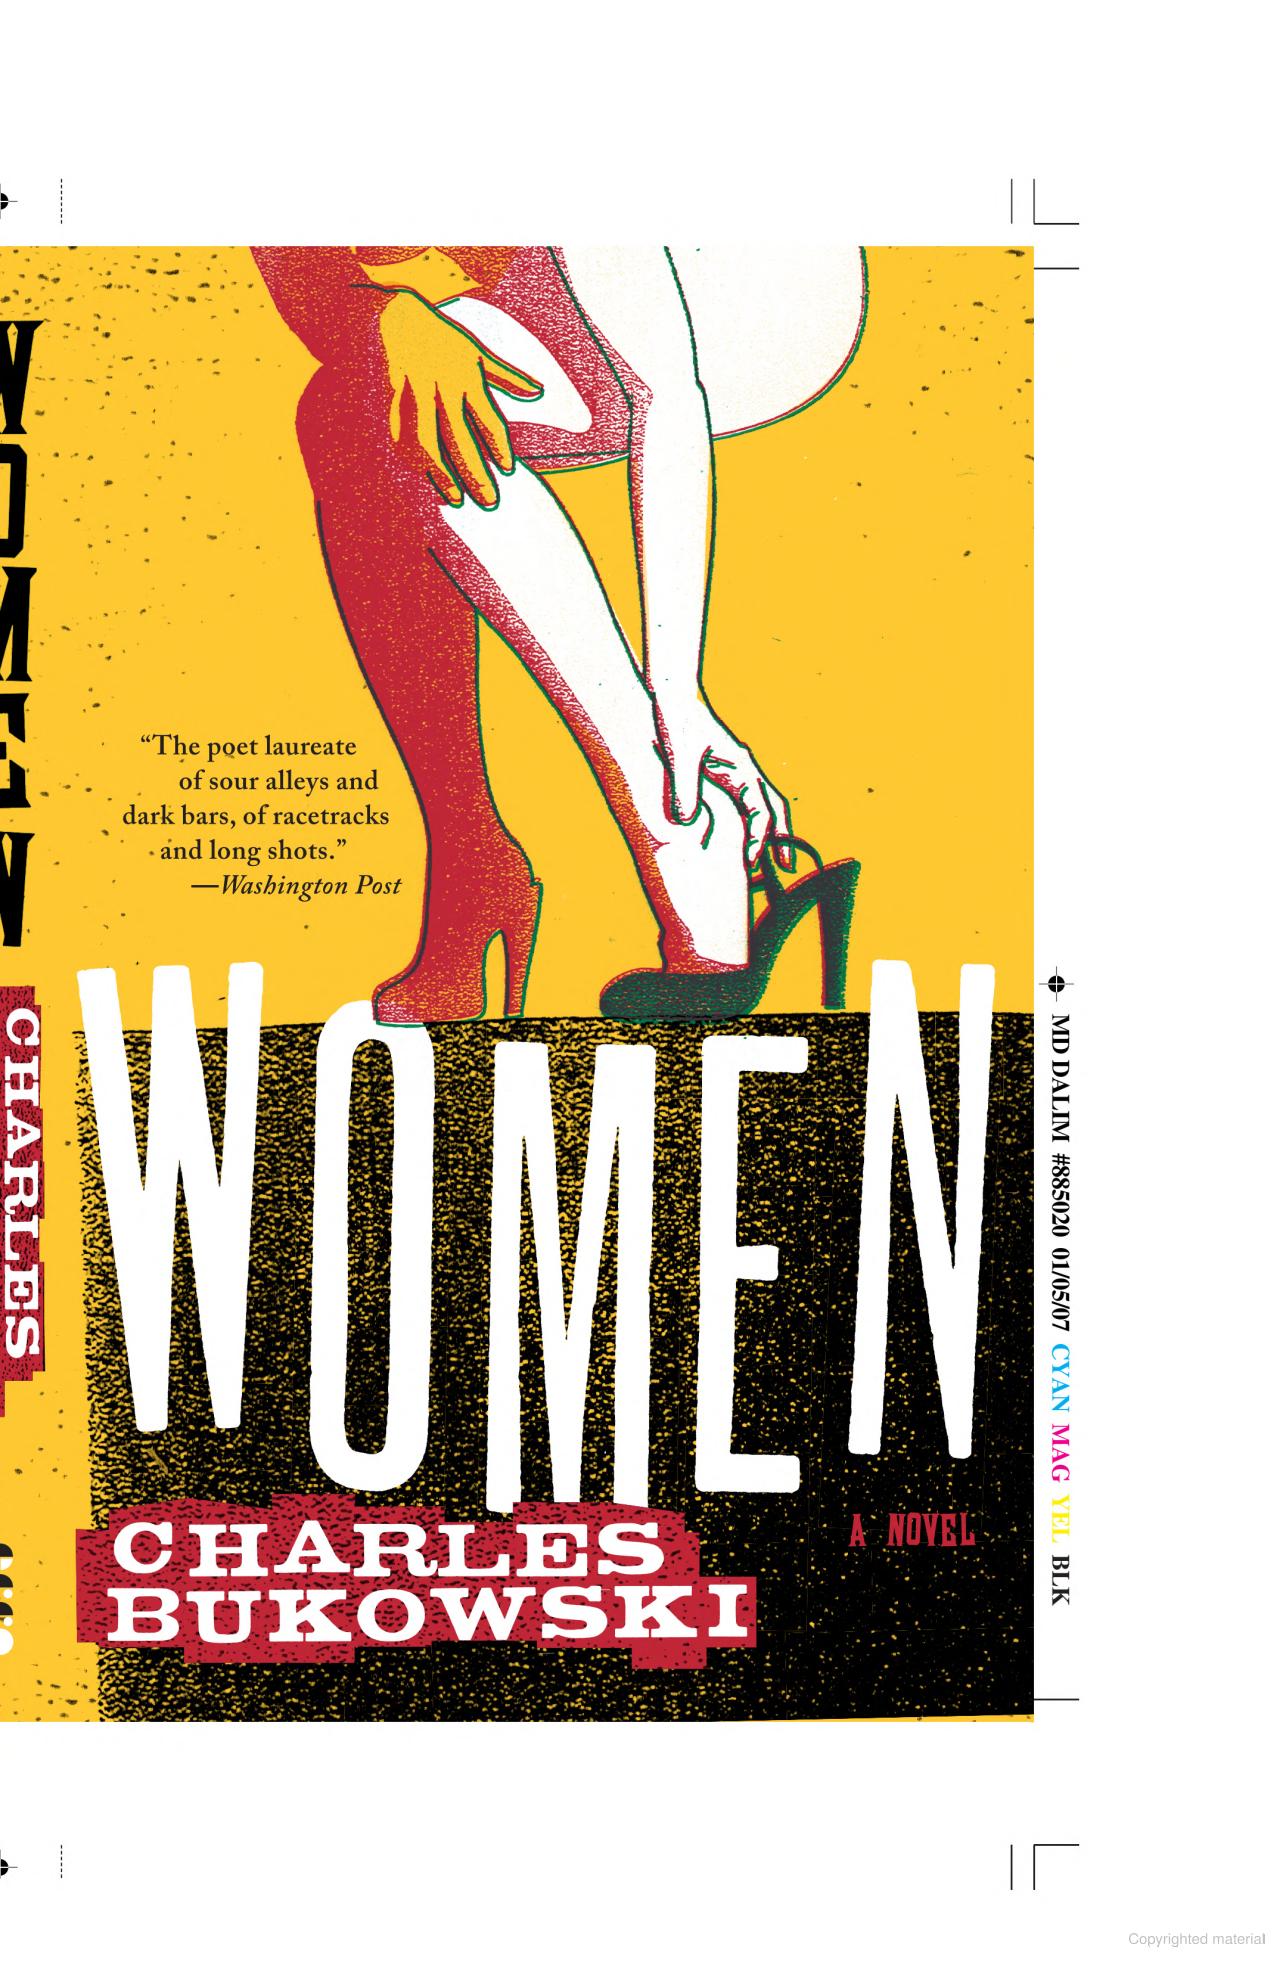 WOMEN
CHARLES
“The poet laureate
of sour alleys and
dark bars, of racetracks
and long shots.”
—Washington Post
WOMEN
CHARLES
BUKOWSKI
A NOVEL
MD DALIM #885020 01/05/07 CYAN MAG YEL BLK
Copyrighted material